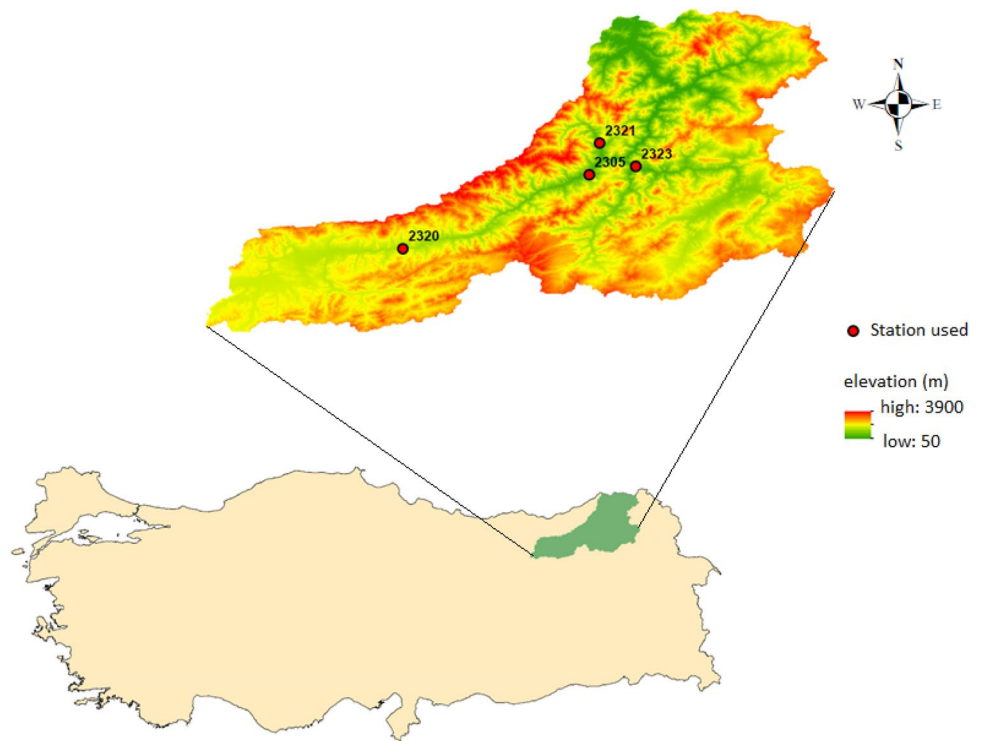 N
W E
S
2321
2323
2305
2320
Station used
elevation (m)
high: 3900
low: 50